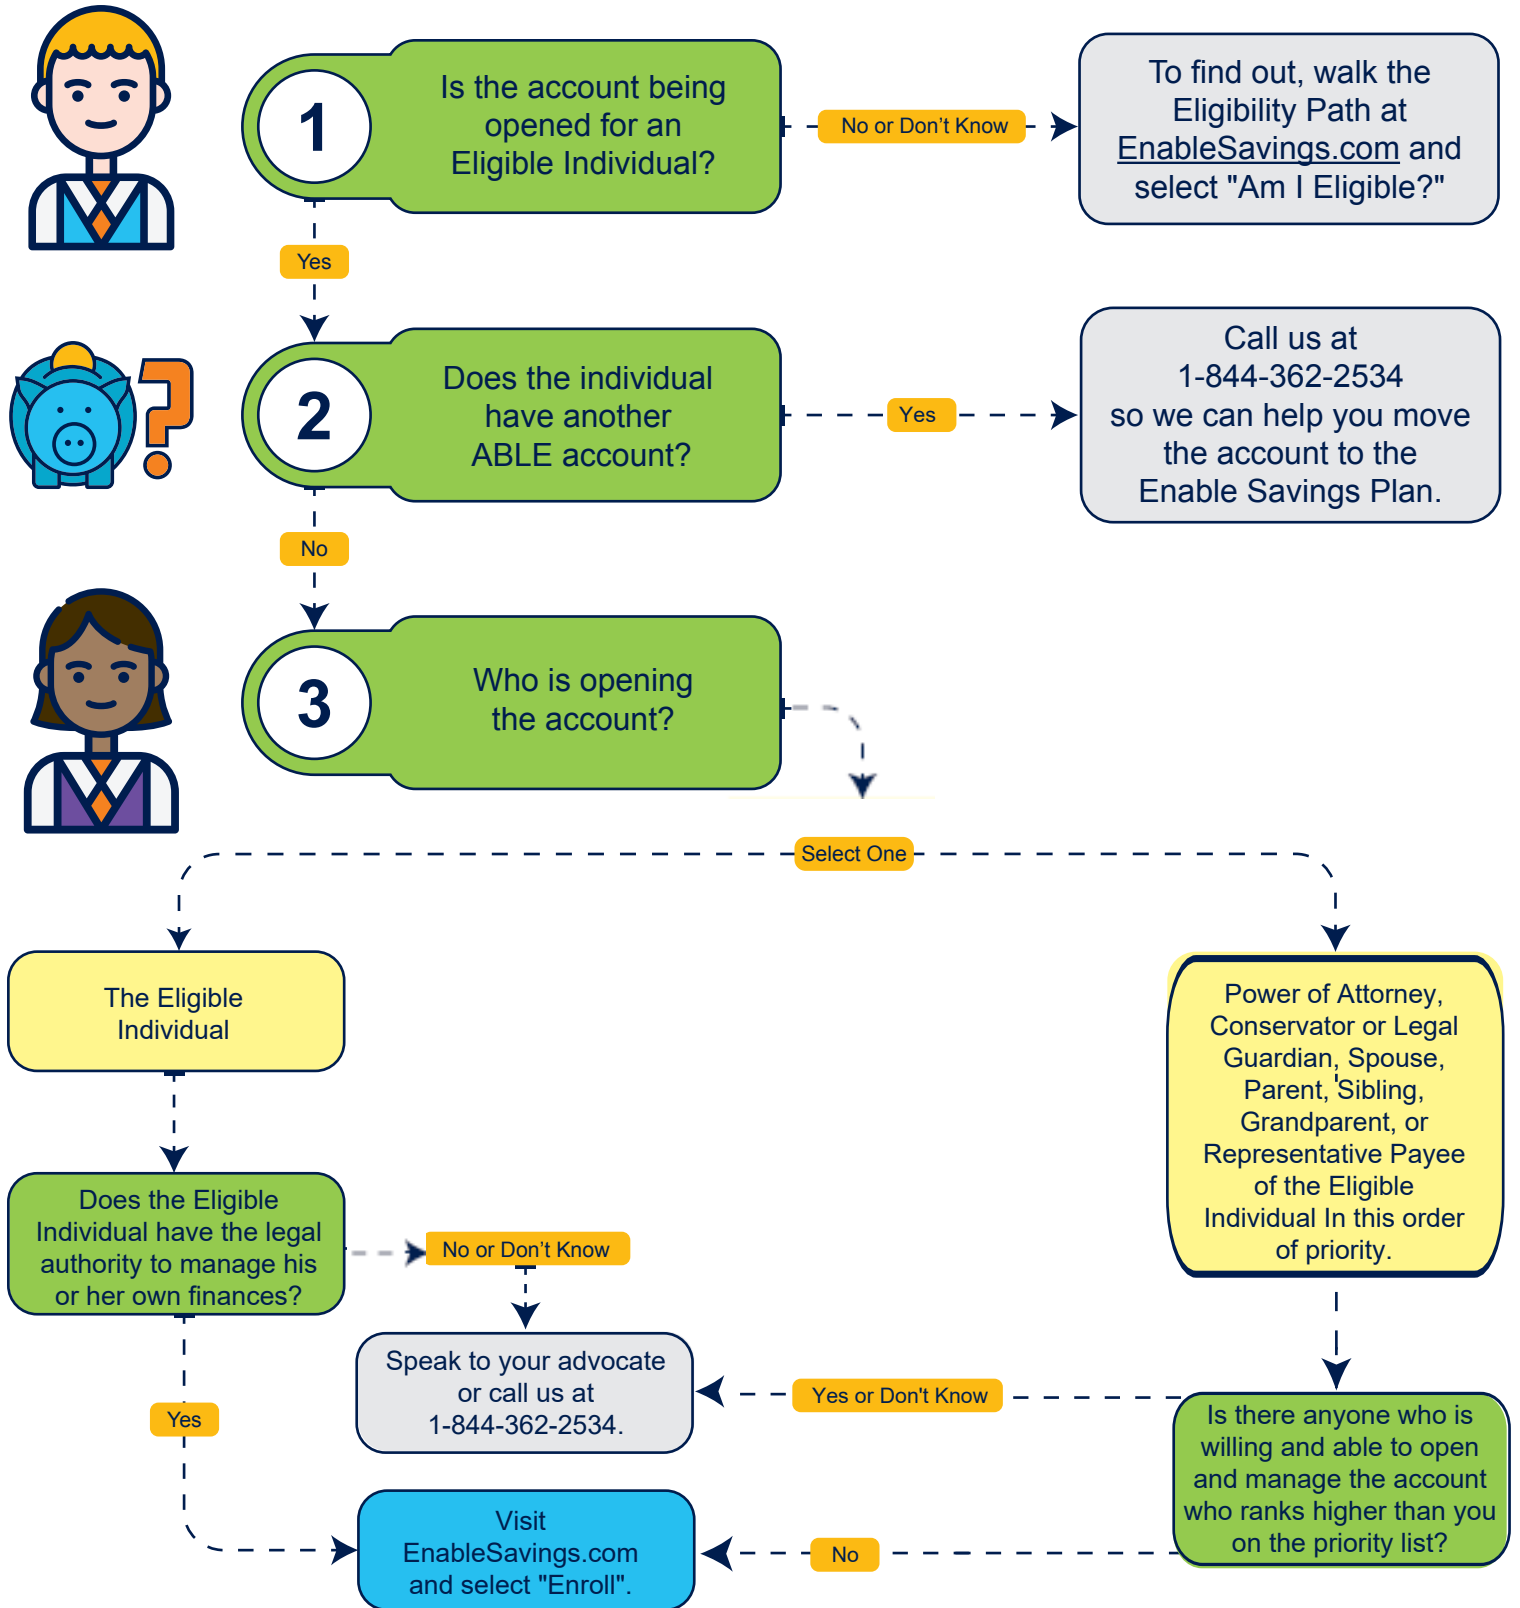 1
Is the account being
opened for an
Eligible Individual?
No or Don't Know
To find out, walk the
Eligibility Path at
EnableSavings.com and
select "Am I Eligible?"
Yes
2
Does the individual
have another
ABLE account?
Yes
Call us at
1-844-362-2534
so we can help you move
the account to the
Enable Savings Plan.
No
3
Who is opening
the account?
Select One
The Eligible
Individual
Power of Attorney,
Conservator or Legal
Guardian, Spouse,
Parent, Sibling,
Grandparent, or
Representative Payee
of the Eligible
Individual In this order
of priority.
Does the Eligible
Individual have the legal
authority to manage his
or her own finances?
No or Don't Know
Speak to your advocate
or call us at
1-844-362-2534.
Yes or Don't Know
Is there anyone who is
willing and able to open
and manage the account
who ranks higher than you
on the priority list?
Yes
Visit
EnableSavings.com
and select "Enroll".
No